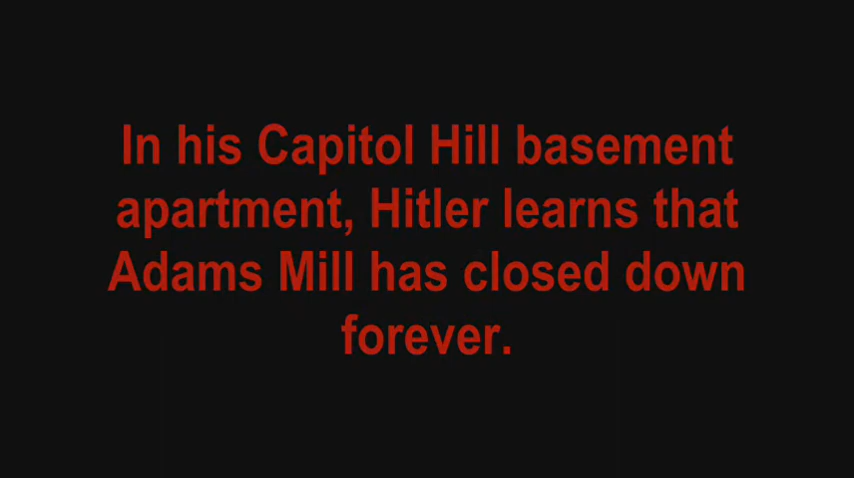 In his Capitol Hill basement
apartment, Hitler learns that
Adams Mill has closed down
forever.